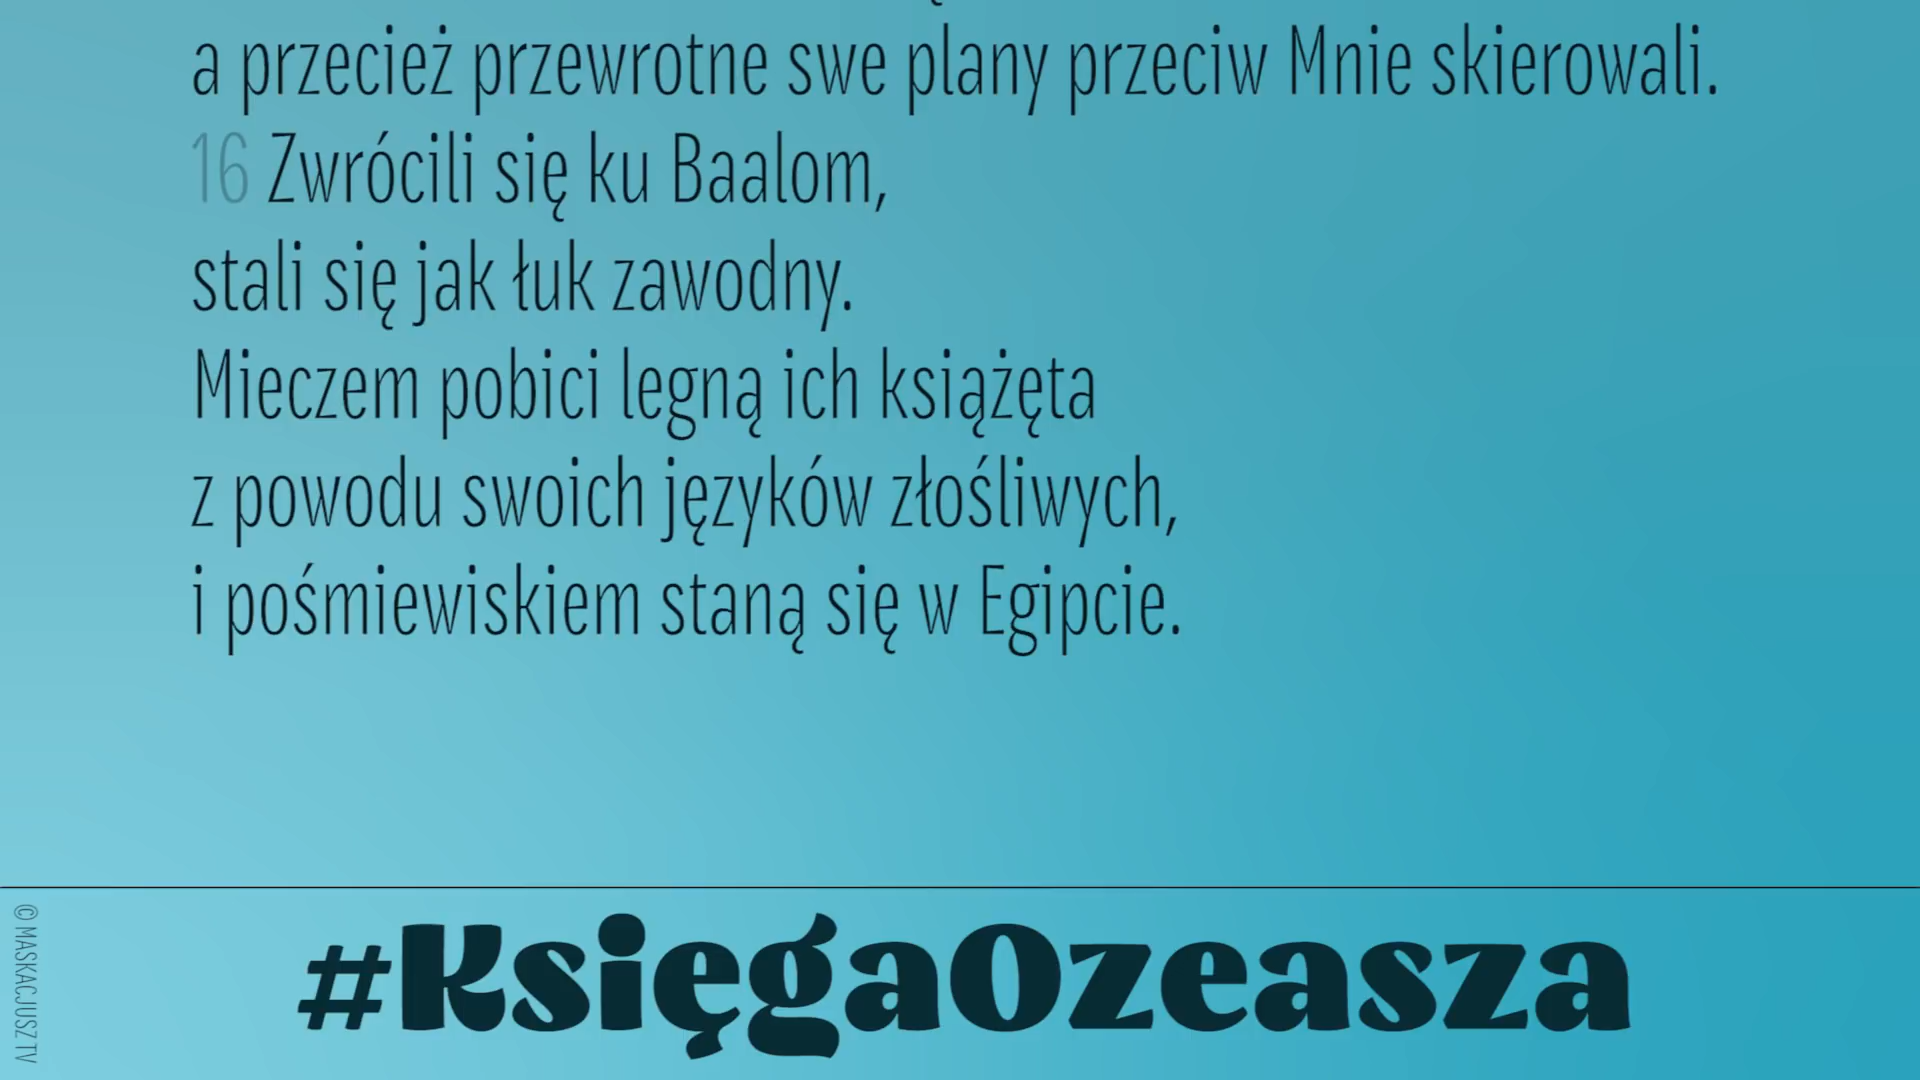 a przecież przewrotne swe plany przeciw Mnie skierowali.
16 Zwrócili się ku Baalom,
stali się jak łuk zawodny.
Mieczem pobici legną ich książęta
z powodu swoich języków złośliwych,
i pośmiewiskiem staną się w Egipcie.
#KsięgaOzeasza
© MASKACJUSZ TV